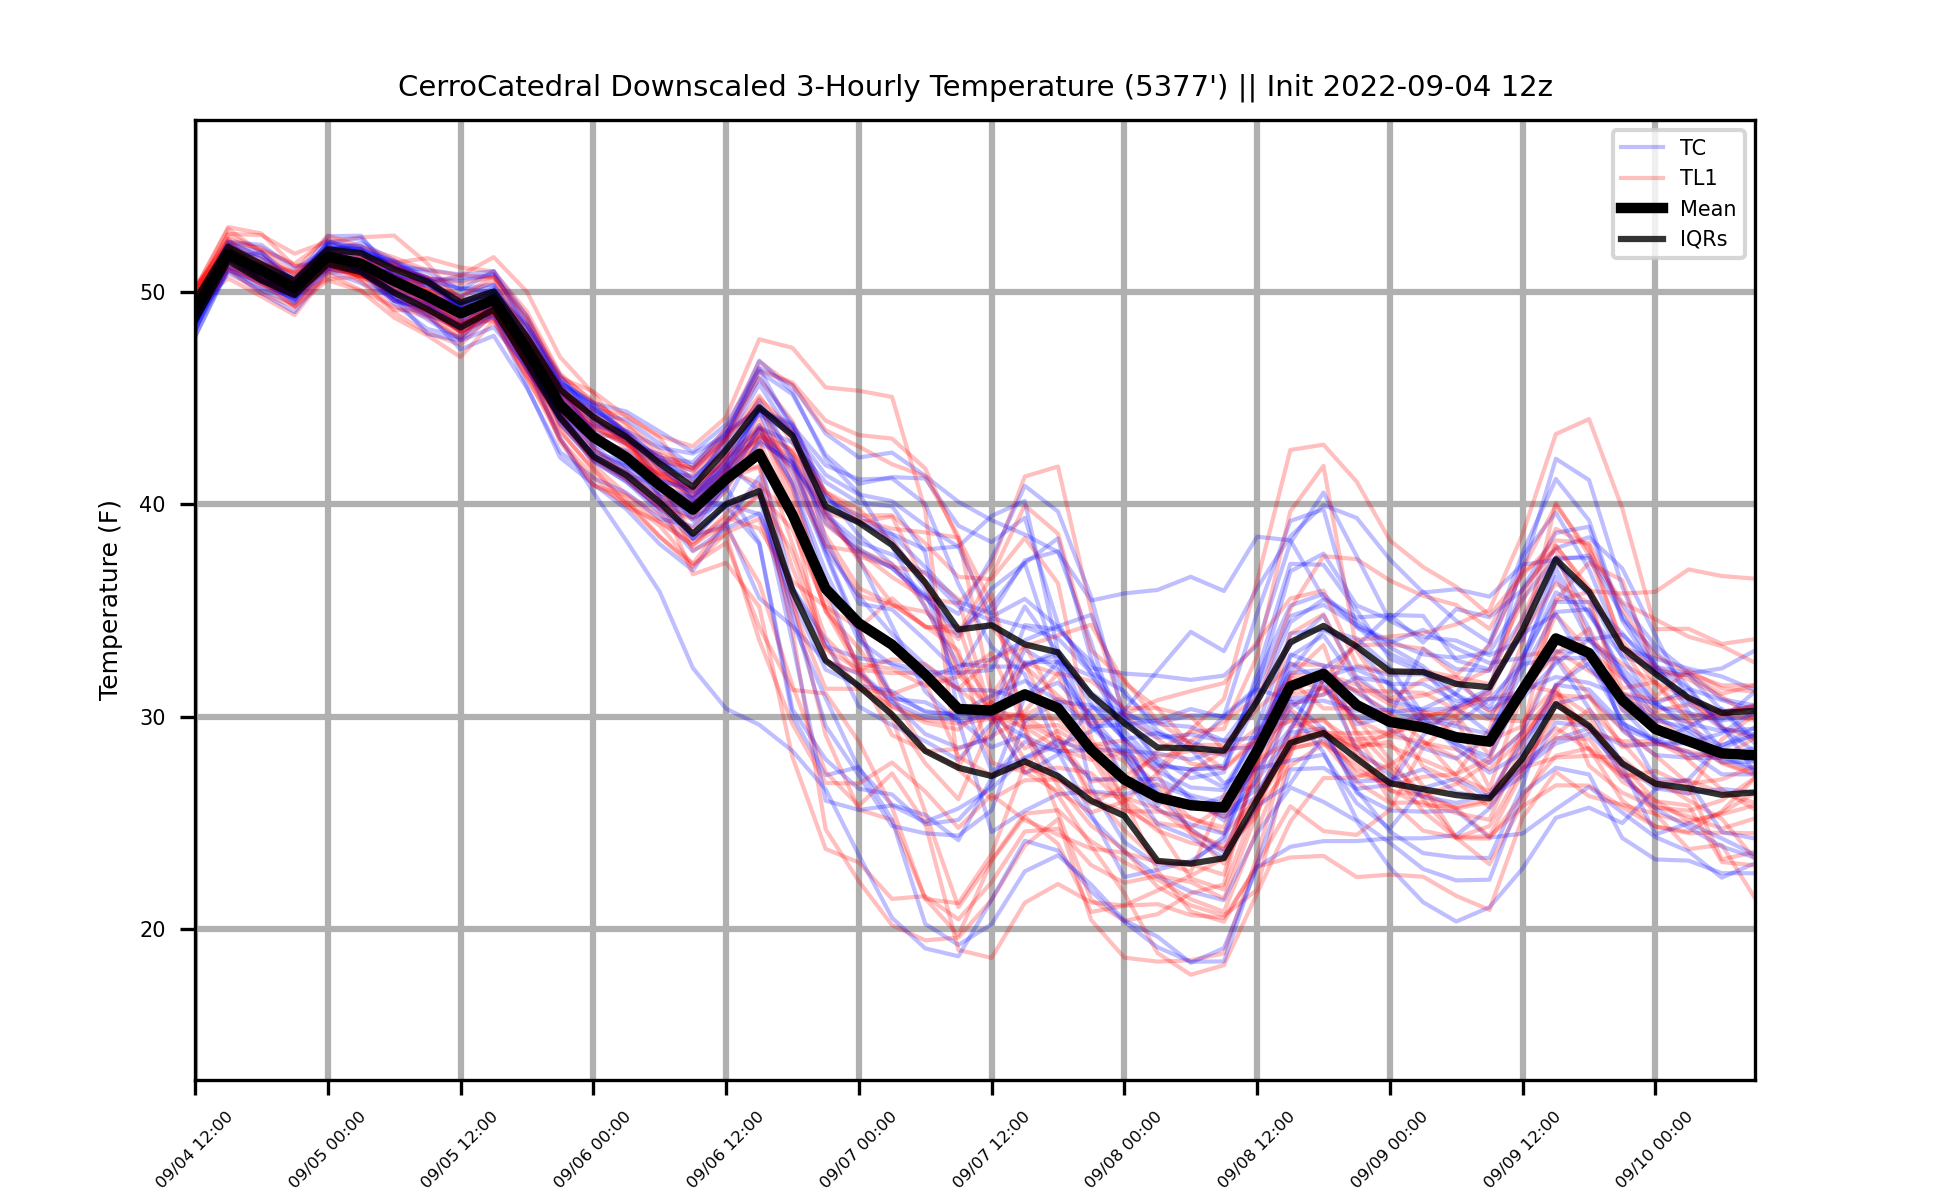 CerroCatedral Downscaled 3-Hourly Temperature (5377') || Init 2022-09-04 12z
TC
TL1
Mean
IQRs
Temperature (F)
50
40
30
20
09/04 12:00
09/05 00:00
09/05 12:00
09/06 00:00
09/06 12:00
09/07 00:00
09/07 12:00
09/08 00:00
09/08 12:00
09/09 00:00
09/09 12:00
09/10 00:00